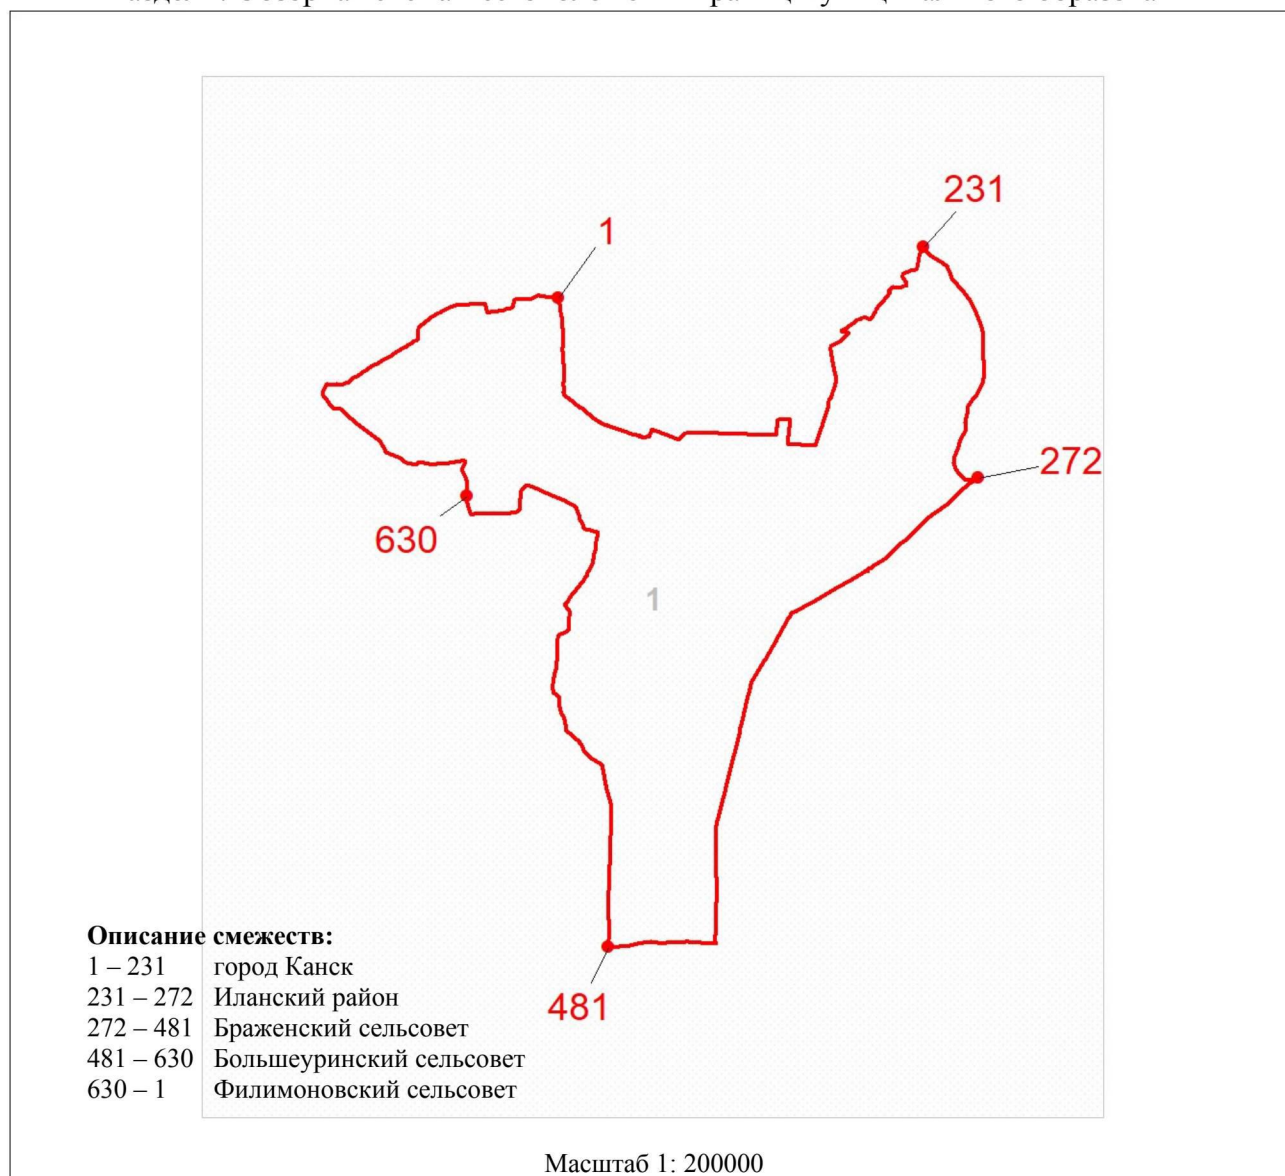 231
1
272
630
1
481
Описание смежеств:
1 – 231 город Канск
231 – 272 Иланский район
272 – 481 Браженский сельсовет
481 – 630 Большеуринский сельсовет
630 – 1 Филимоновский сельсовет
Масштаб 1: 200000